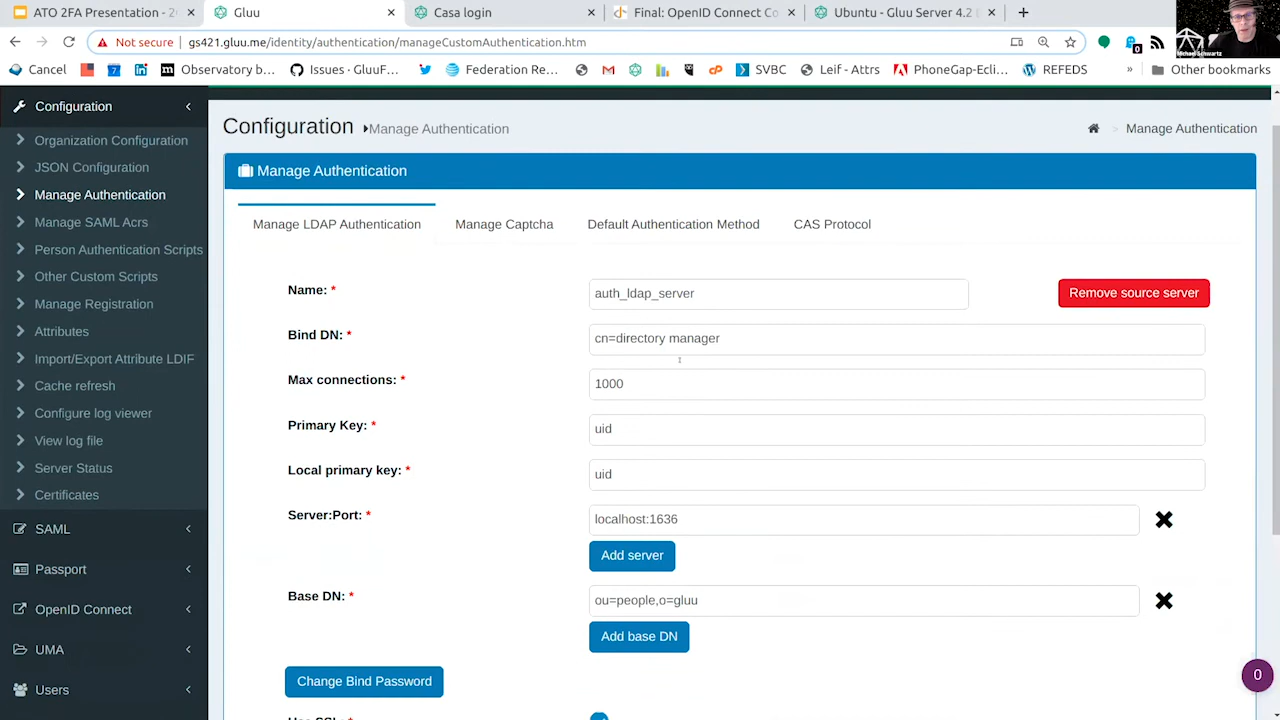 ATO - 2FA Presentation - 2
Gluu
Casa login
Final: OpenID Connect Co
Ubuntu - Gluu Server 4.2 E
Not secure
gs421.gluu.me/identity/authentication/manageCustomAuthentication.htm
Michael Schwartz
Cancel
Observatory b...
Issues · GluuF...
Federation Re...
SVBC
Leif - Attrs
PhoneGap-Ecli...
REFEDS
»
Other bookmarks
Configuration
Organization Configuration
JSON Configuration
Manage Authentication
Manage SAML Acrs
Person Authentication Scripts
Other Custom Scripts
Manage Registration
Attributes
Import/Export Attribute LDIF
Cache refresh
Configure log viewer
View log file
Server Status
Certificates
SAML
Passport
OpenID Connect
UMA
Users
Configuration Manage Authentication
> Manage Authentication
Manage Authentication
Manage LDAP Authentication
Manage Captcha
Default Authentication Method
CAS Protocol
Name: *
auth_ldap_server
Remove source server
Bind DN: *
cn=directory manager
Max connections: *
1000
Primary Key: *
uid
Local primary key: *
uid
Server:Port: *
localhost:1636
Add server
Base DN: *
ou=people,o=gluu
Add base DN
Change Bind Password
Use SSL: *
0